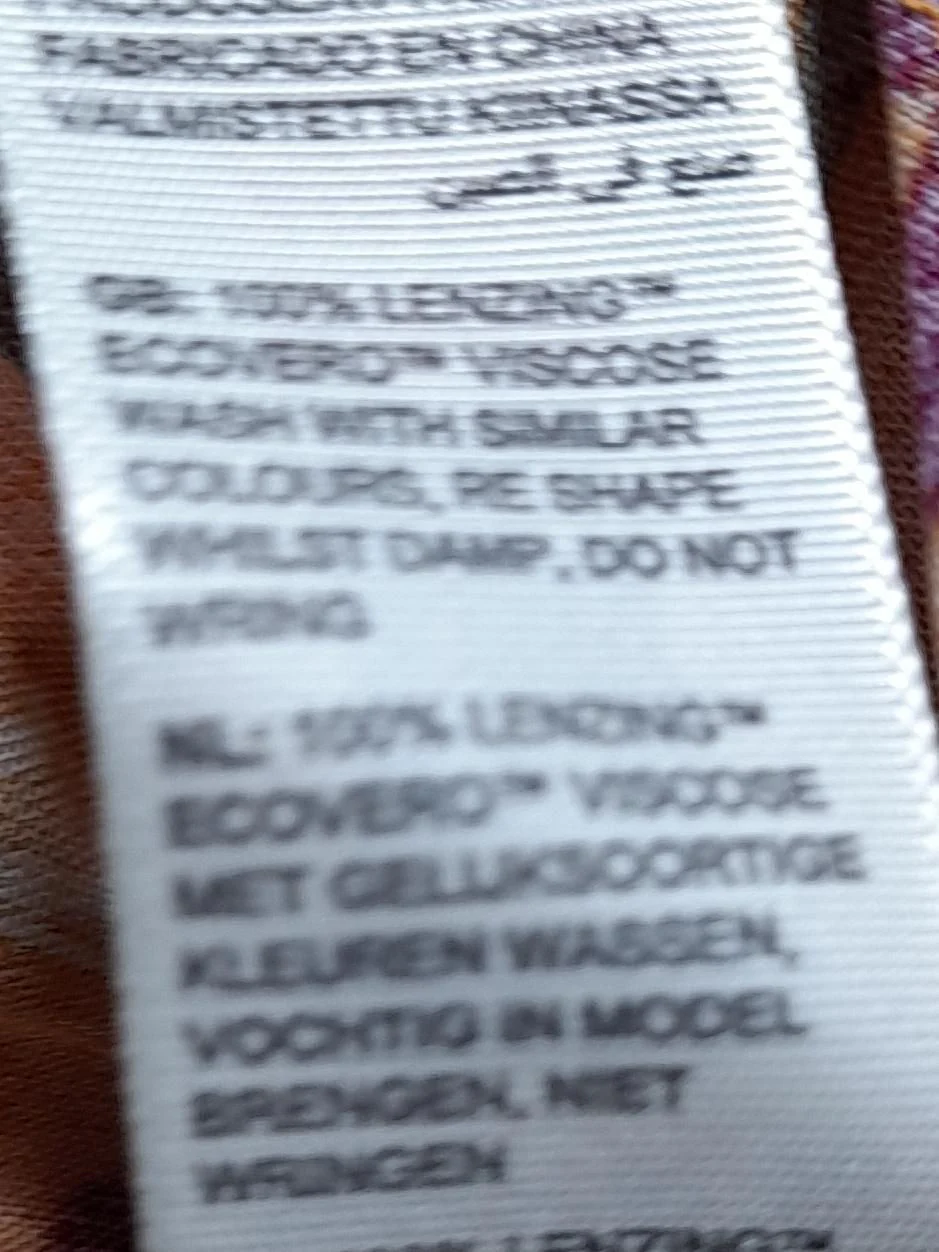 FABRICADO EN CHINA
VALMISTETTU KIINASSA
صنع في الصين
GB: 100% LENZING™
ECOVERO™ VISCOSE
WASH WITH SIMILAR
COLOURS, RE SHAPE
WHILST DAMP, DO NOT
WRING
NL: 100% LENZING™
ECOVERO™ VISCOSE
MET GELIJKSOORTIGE
KLEUREN WASSEN,
VOCHTIG IN MODEL
BRENGEN, NIET
WRINGEN
LENZING™